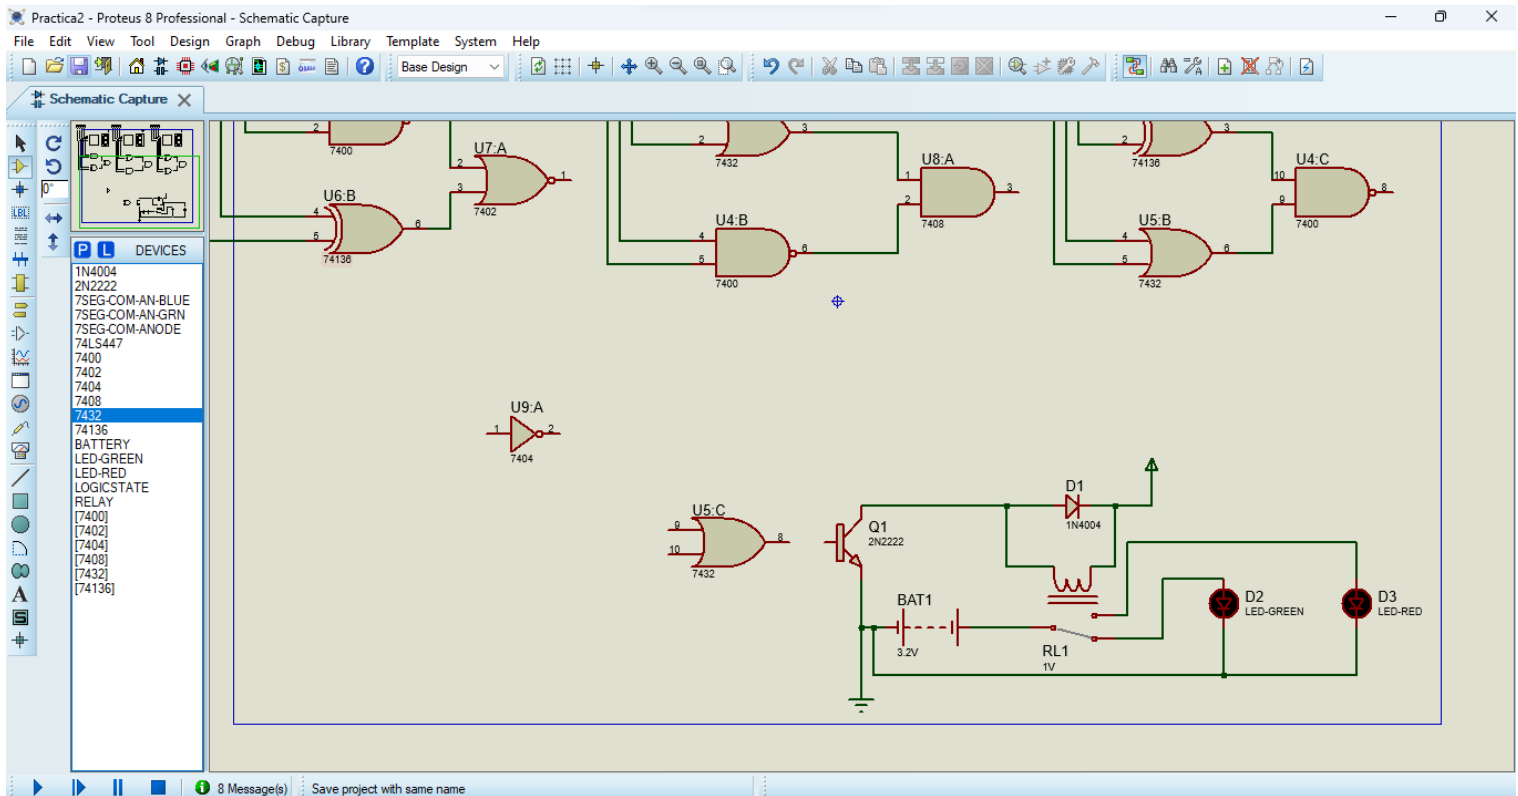 Practica2 - Proteus 8 Professional - Schematic Capture
File Edit View Tool Design Graph Debug Library Template System Help
Base Design
Schematic Capture
0°
LBL
P L DEVICES
1N4004
2N2222
7SEG-COM-AN-BLUE
7SEG-COM-AN-GRN
7SEG-COM-ANODE
74LS447
7400
7402
7404
7408
7432
74136
BATTERY
LED-GREEN
LED-RED
LOGICSTATE
RELAY
[7400]
[7402]
[7404]
[7408]
[7432]
[74136]
A
S
2
7400
U7:A
2
3
1
7402
U6:B
4
5
6
74136
2
3
7432
U8:A
1
2
3
7408
U4:B
4
5
6
7400
2
3
74136
U4:C
10
9
8
7400
U5:B
4
5
6
7432
U9:A
1
2
7404
U5:C
9
10
8
7432
Q1
2N2222
D1
1N4004
BAT1
3.2V
RL1
1V
D2
LED-GREEN
D3
LED-RED
8 Message(s)
Save project with same name